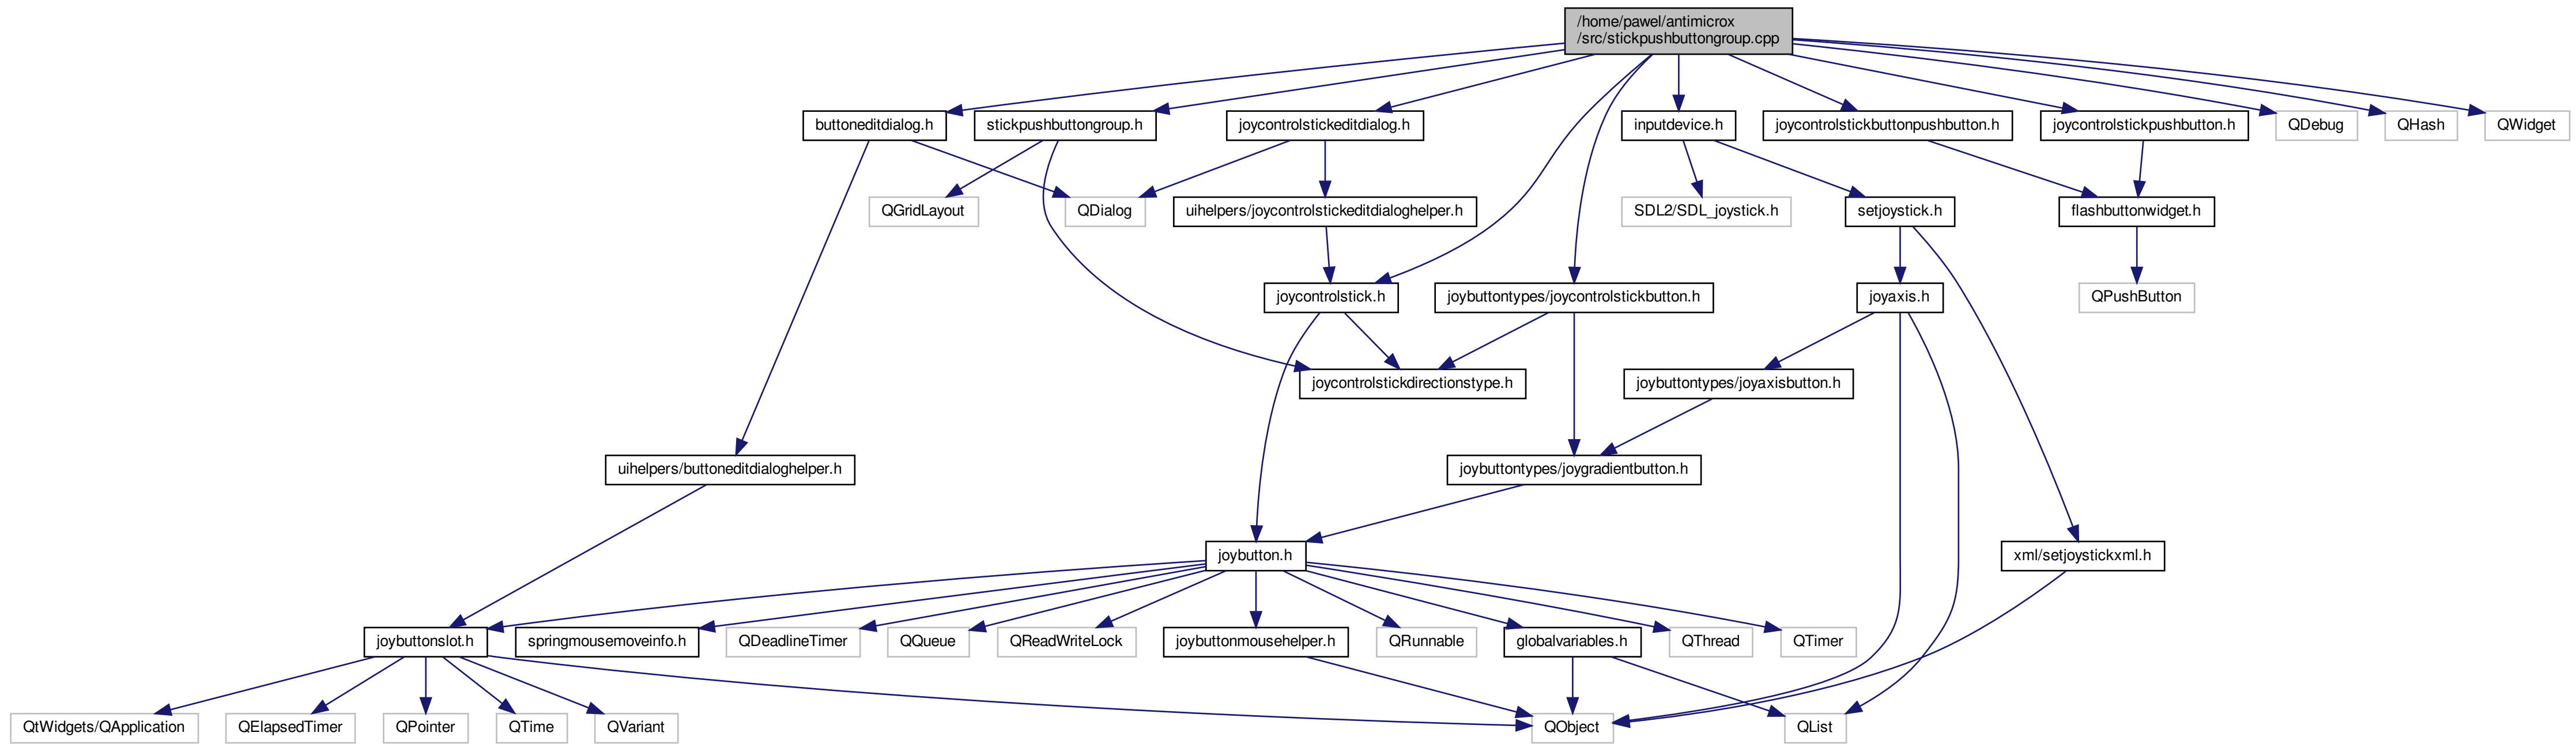 /home/pawel/antimicrox
/src/stickpushbuttongroup.cpp
buttoneditdialog.h
stickpushbuttongroup.h
joycontrolstickeditdialog.h
inputdevice.h
joycontrolstickbuttonpushbutton.h
joycontrolstickpushbutton.h
QDebug
QHash
QWidget
QGridLayout
QDialog
uihelpers/joycontrolstickeditdialoghelper.h
SDL2/SDL_joystick.h
setjoystick.h
flashbuttonwidget.h
joycontrolstick.h
joybuttontypes/joycontrolstickbutton.h
joyaxis.h
QPushButton
joycontrolstickdirectionstype.h
joybuttontypes/joyaxisbutton.h
uihelpers/buttoneditdialoghelper.h
joybuttontypes/joygradientbutton.h
joybutton.h
xml/setjoystickxml.h
joybuttonslot.h
springmousemoveinfo.h
QDeadlineTimer
QQueue
QReadWriteLock
joybuttonmousehelper.h
QRunnable
globalvariables.h
QThread
QTimer
QtWidgets/QApplication
QElapsedTimer
QPointer
QTime
QVariant
QObject
QList